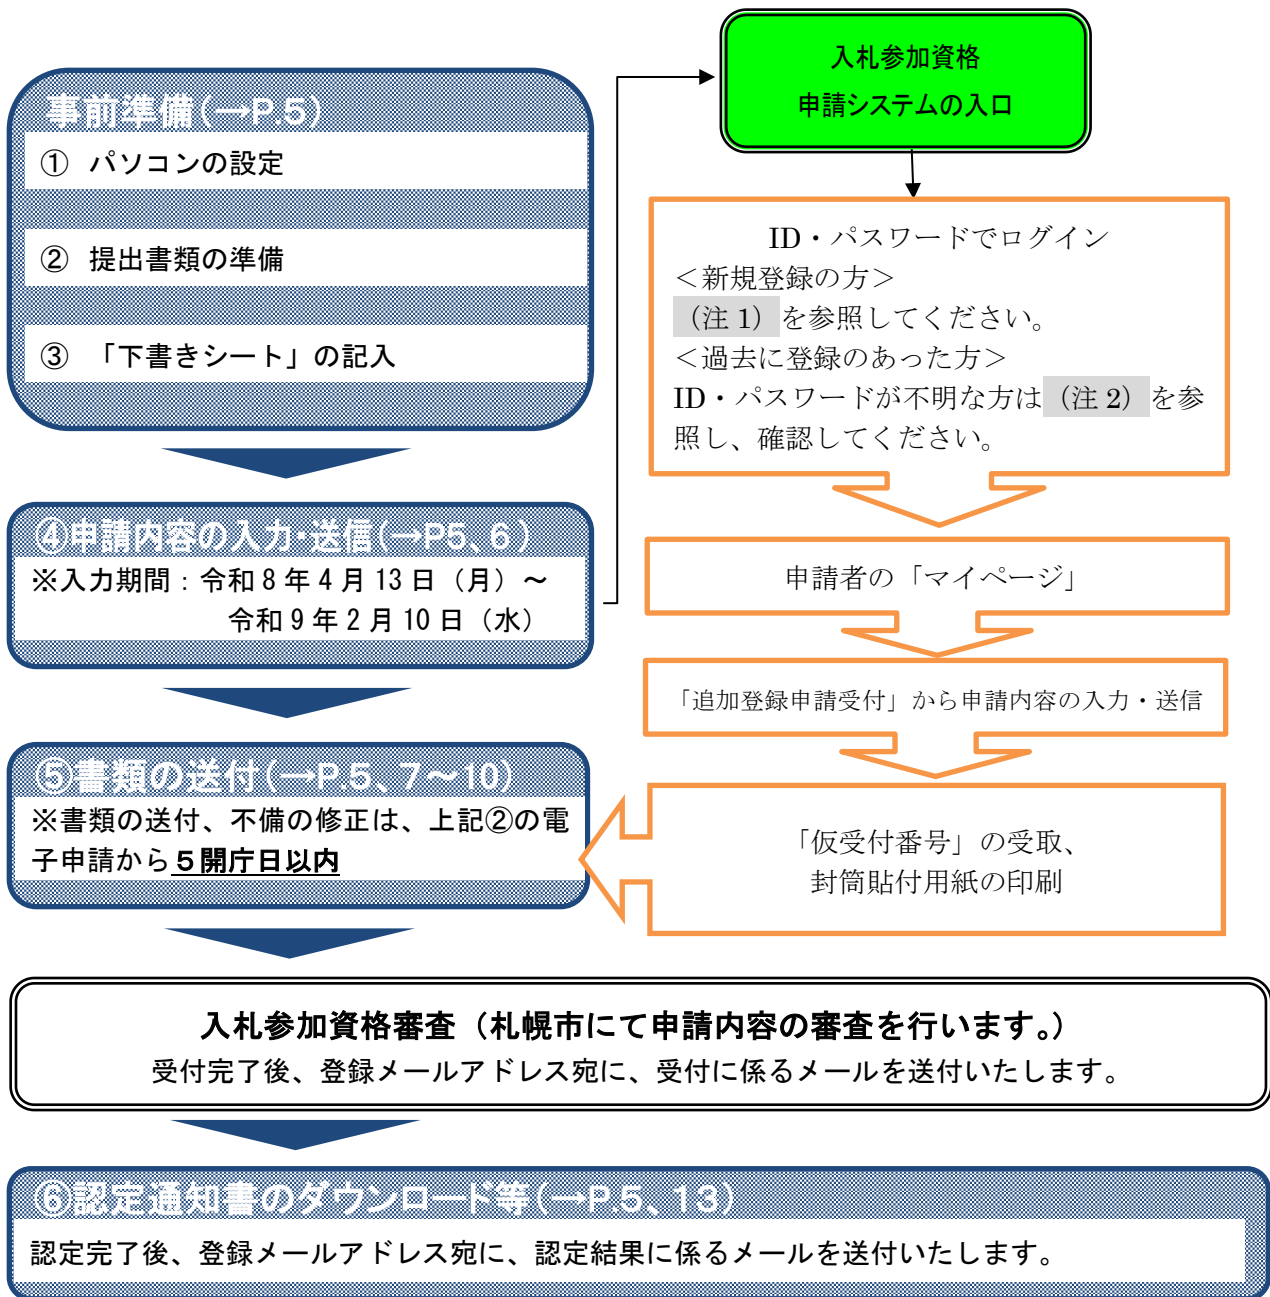 事前準備(→P.5)
① パソコンの設定
② 提出書類の準備
③ 「下書きシート」の記入
④申請内容の入力・送信(→P5、6)
※入力期間：令和8年4月13日（月）～
令和9年2月10日（水）
⑤書類の送付(→P.5、7～10)
※書類の送付、不備の修正は、上記②の電
子申請から５開庁日以内
入札参加資格
申請システムの入口
ID・パスワードでログイン
＜新規登録の方＞
（注1）を参照してください。
＜過去に登録のあった方＞
ID・パスワードが不明な方は（注2）を参
照し、確認してください。
申請者の「マイページ」
「追加登録申請受付」から申請内容の入力・送信
「仮受付番号」の受取、
封筒貼付用紙の印刷
入札参加資格審査（札幌市にて申請内容の審査を行います。）
受付完了後、登録メールアドレス宛に、受付に係るメールを送付いたします。
⑥認定通知書のダウンロード等(→P.5、13)
認定完了後、登録メールアドレス宛に、認定結果に係るメールを送付いたします。